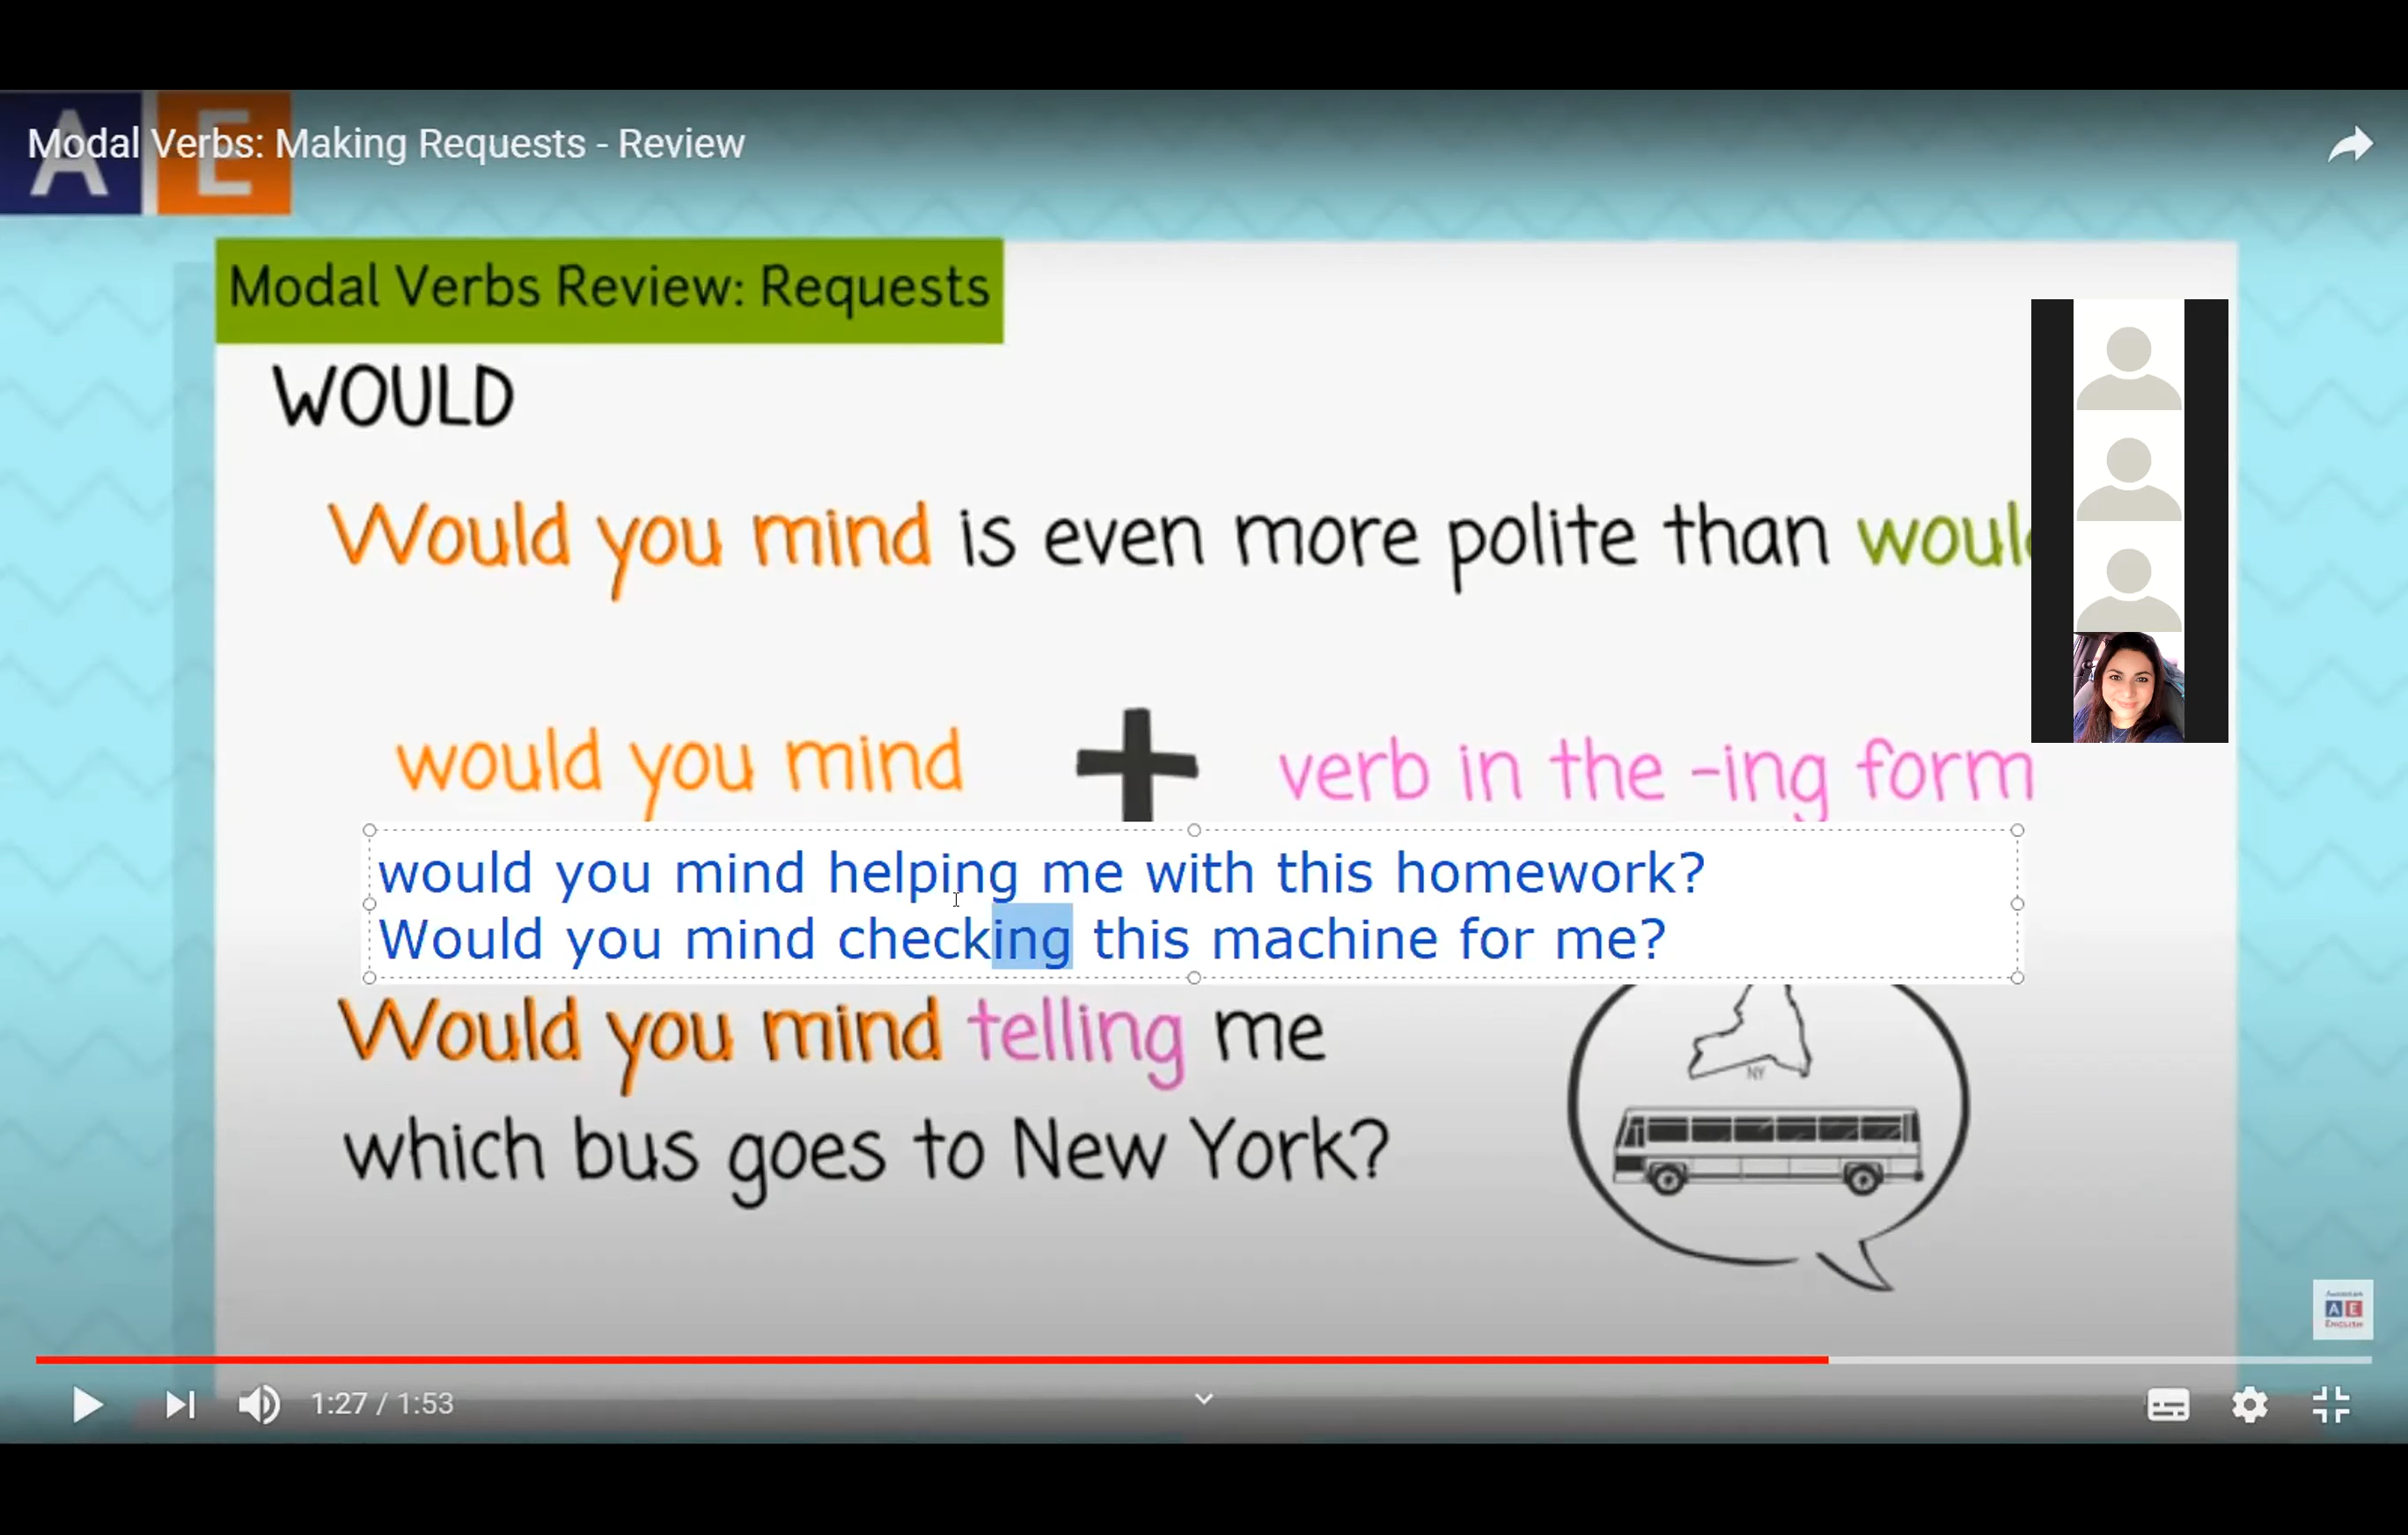 A E
Modal Verbs: Making Requests - Review
Modal Verbs Review: Requests
WOULD
Would you mind is even more polite than
would you mind + verb in the -ing form
would you mind helping me with this homework?
Would you mind checking this machine for me?
Would you mind telling me
which bus goes to New York?
NY
American
AE
ENGLISH
1:27 / 1:53